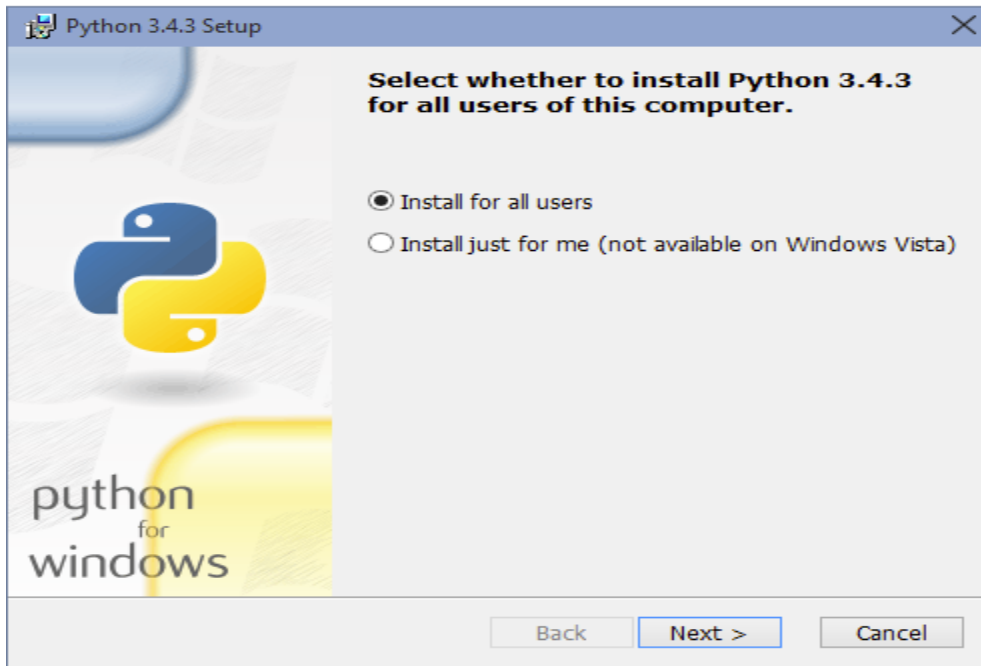 Python 3.4.3 Setup
Select whether to install Python 3.4.3
for all users of this computer.
Install for all users
Install just for me (not available on Windows Vista)
python
for
windows
Back
Next >
Cancel